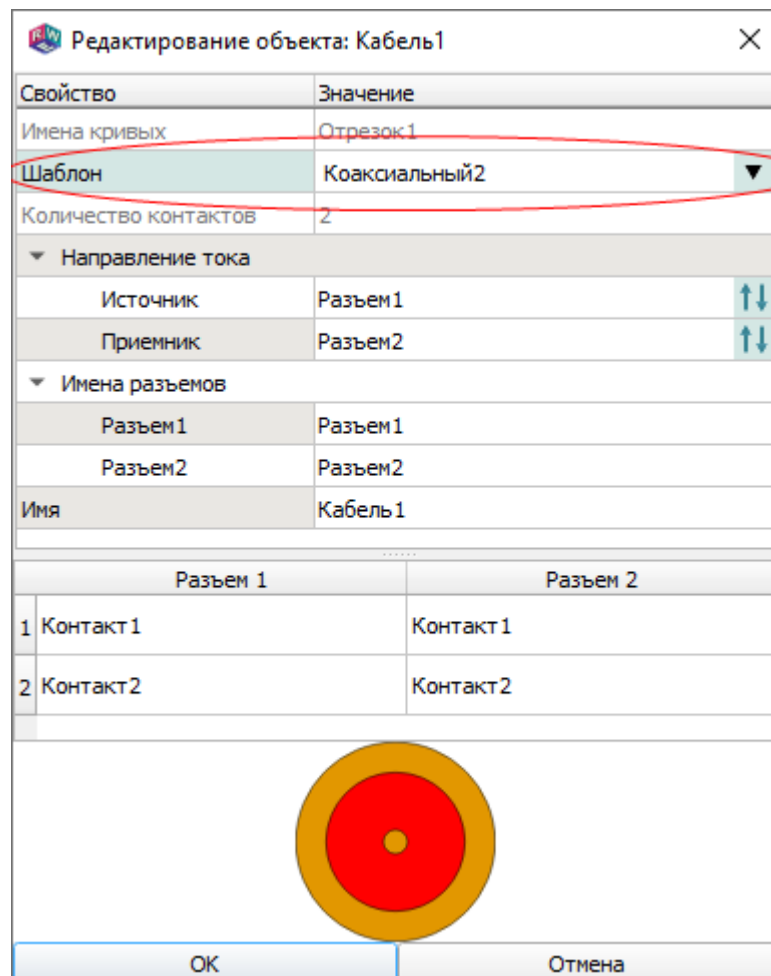 Редактирование объекта: Кабель1
Свойство Значение
Имена кривых Отрезок1
Шаблон Коаксиальный2
Количество контактов 2
Направление тока
Источник Разъем1
Приемник Разъем2
Имена разъемов
Разъем1 Разъем1
Разъем2 Разъем2
Имя Кабель1
Разъем 1 Разъем 2
1 Контакт1 Контакт1
2 Контакт2 Контакт2
OK Отмена